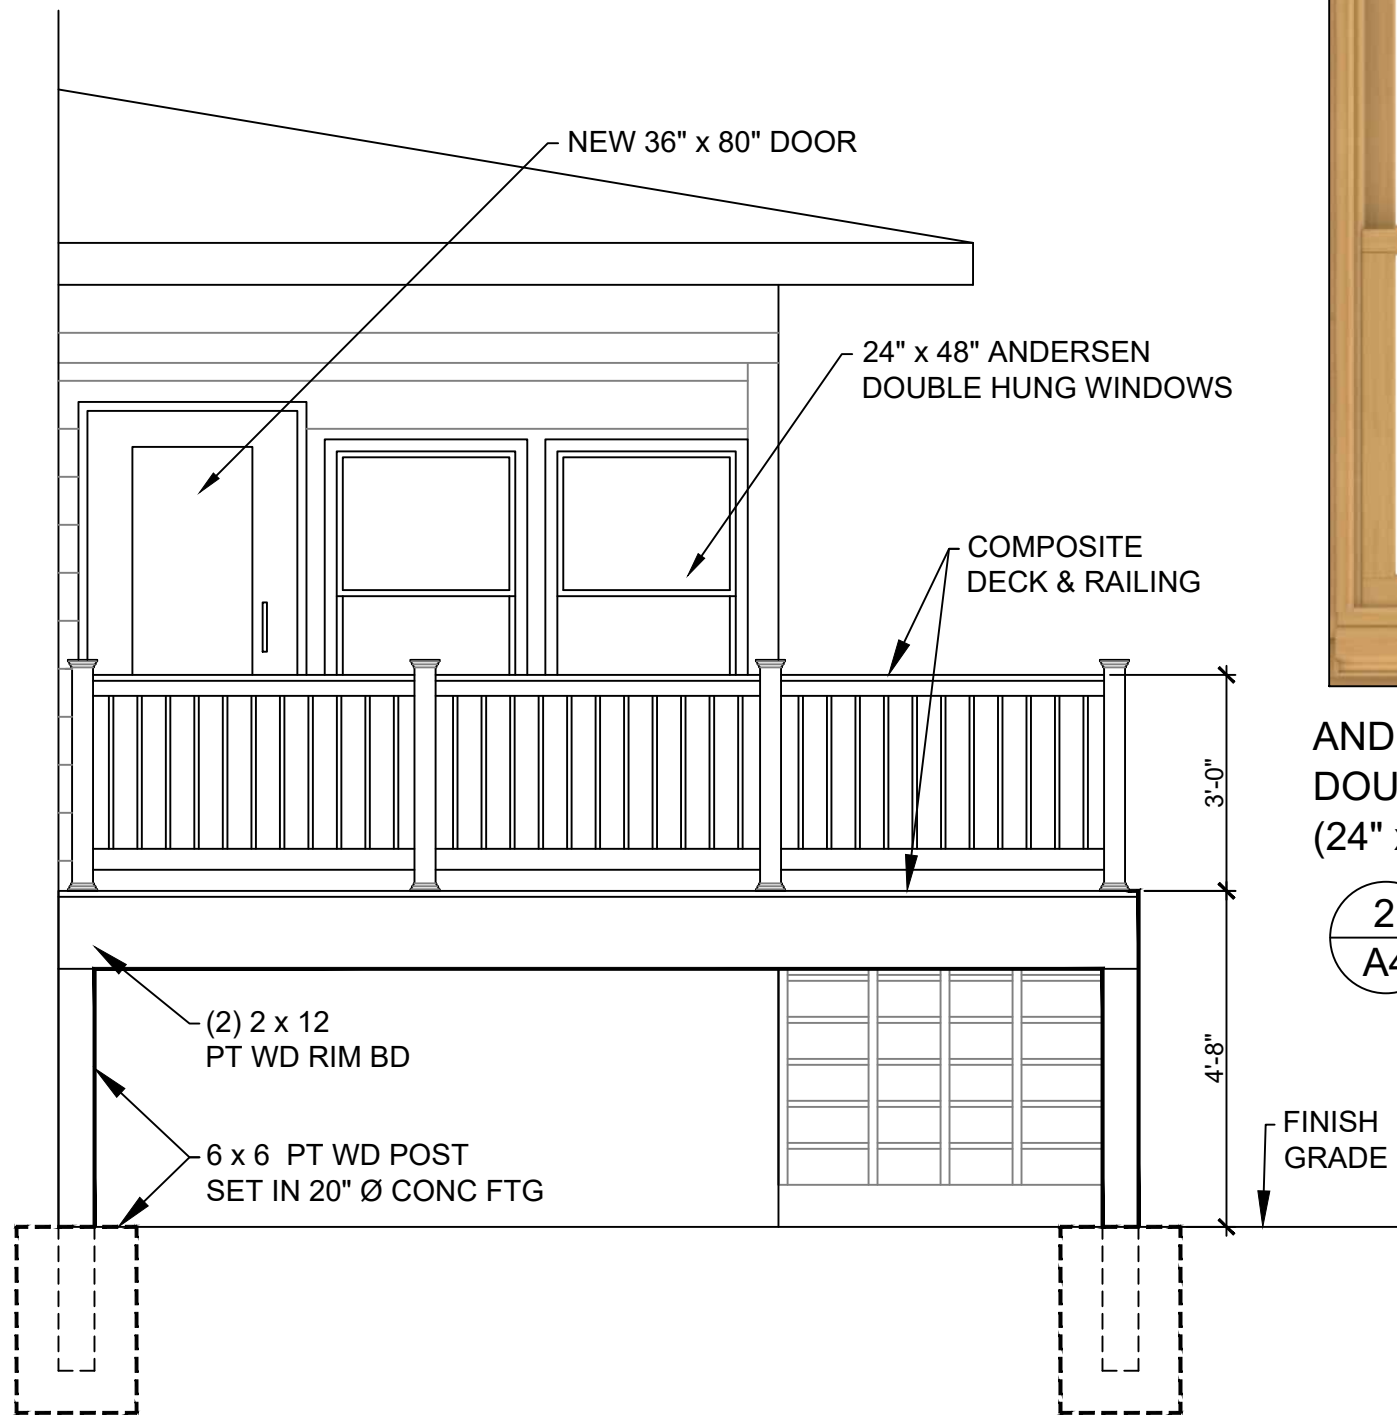 NEW 36" x 80" DOOR
24" x 48" ANDERSEN
DOUBLE HUNG WINDOWS
COMPOSITE
DECK & RAILING
3'-0"
AND
DOU
(24" x
2
A4
(2) 2 x 12
PT WD RIM BD
4'-8"
6 x 6 PT WD POST
SET IN 20" Ø CONC FTG
FINISH
GRADE